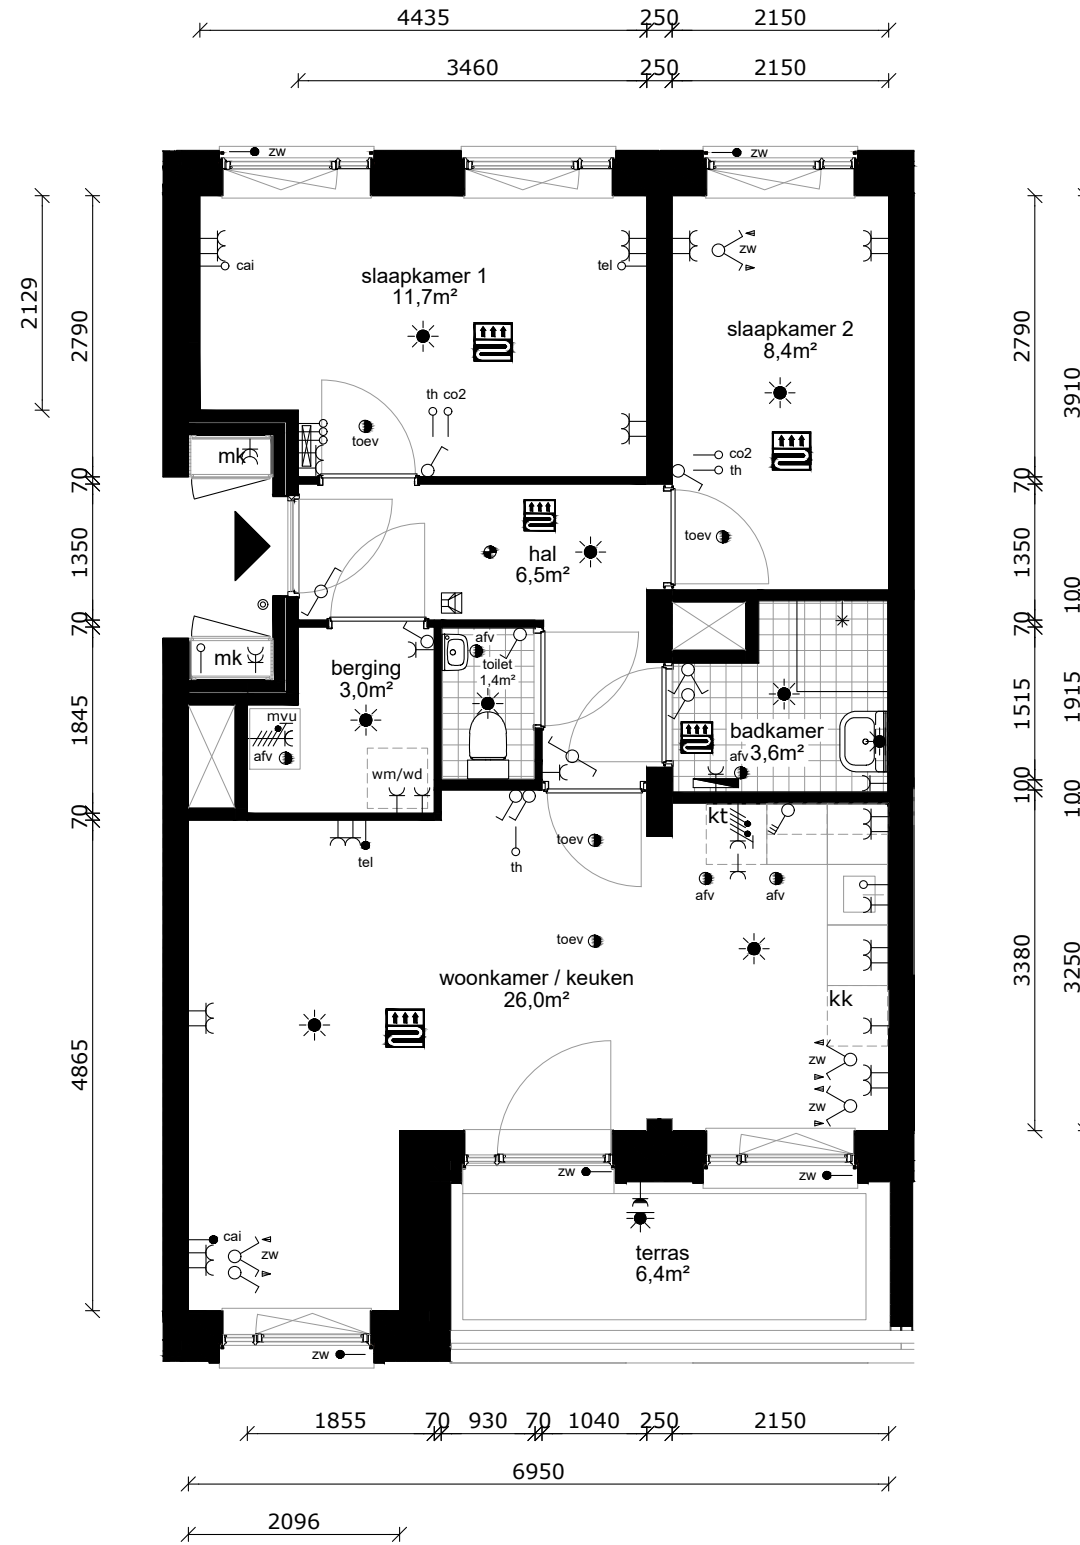 4435 250 2150
3460 250 2150
zw zw
cai tel zw
slaapkamer 1
11,7m²
slaapkamer 2
8,4m²
2129 2790 2790 3910
th co2
toev
co2
th
mk
70 70
toev
hal
6,5m²
1350 1350
100
70 70
mk
berging
3,0m²
afv
toilet
1,4m²
1845 1515 1915
mvu
afv
badkamer
3,6m²
afv
wm/wd
100 100
70
kt
tel
th
toev
afv afv
toev
woonkamer / keuken
26,0m²
kk
3380 3250
4865
zw
zw
zw zw
cai
zw
terras
6,4m²
zw
1855 70 930 70 1040 250 2150
6950
2096